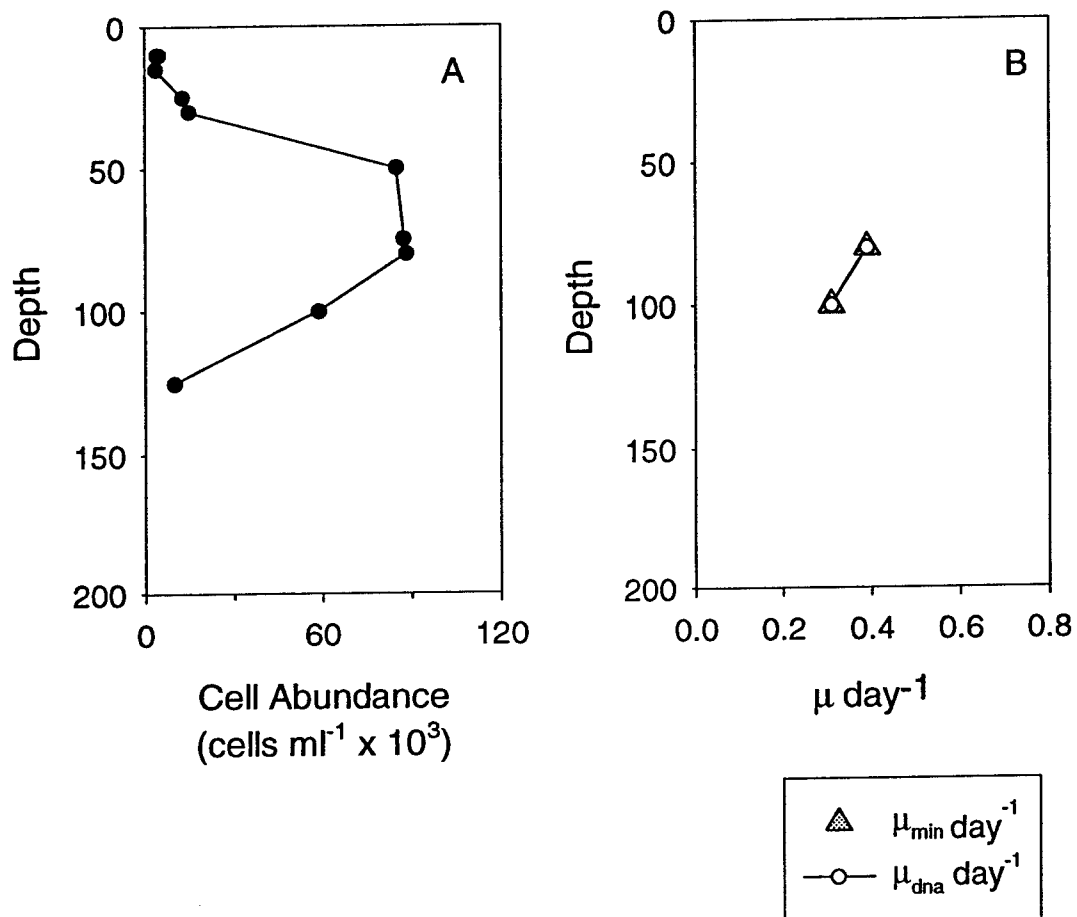 A
0
50
100
150
200
Depth
0 60 120
Cell Abundance
(cells ml⁻¹ x 10³)
B
0
50
100
150
200
Depth
0.0 0.2 0.4 0.6 0.8
μ day⁻¹
μmin day⁻¹
μdna day⁻¹